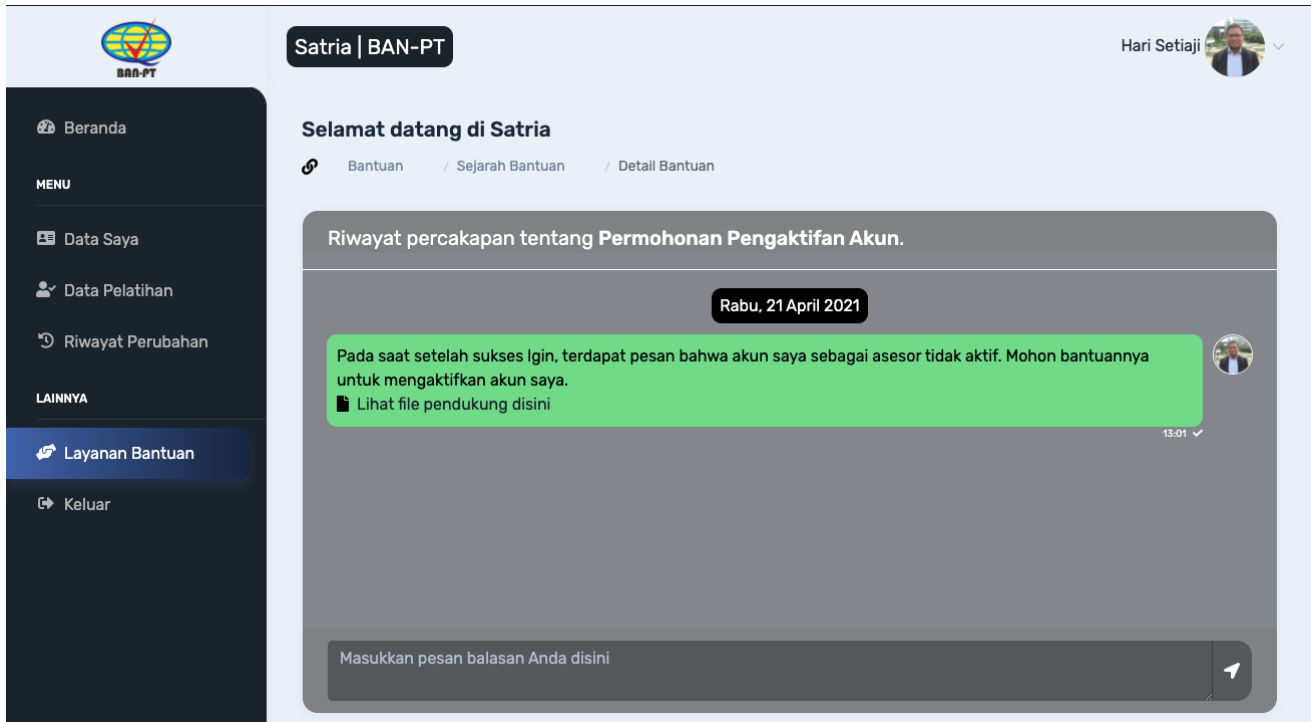 BAN-PT
Satria | BAN-PT
Hari Setiaji
Beranda
MENU
Data Saya
Data Pelatihan
Riwayat Perubahan
LAINNYA
Layanan Bantuan
Keluar
Selamat datang di Satria
Bantuan / Sejarah Bantuan / Detail Bantuan
Riwayat percakapan tentang Permohonan Pengaktifan Akun.
Rabu, 21 April 2021
Pada saat setelah sukses lgin, terdapat pesan bahwa akun saya sebagai asesor tidak aktif. Mohon bantuannya
untuk mengaktifkan akun saya.
Lihat file pendukung disini
13:01
Masukkan pesan balasan Anda disini